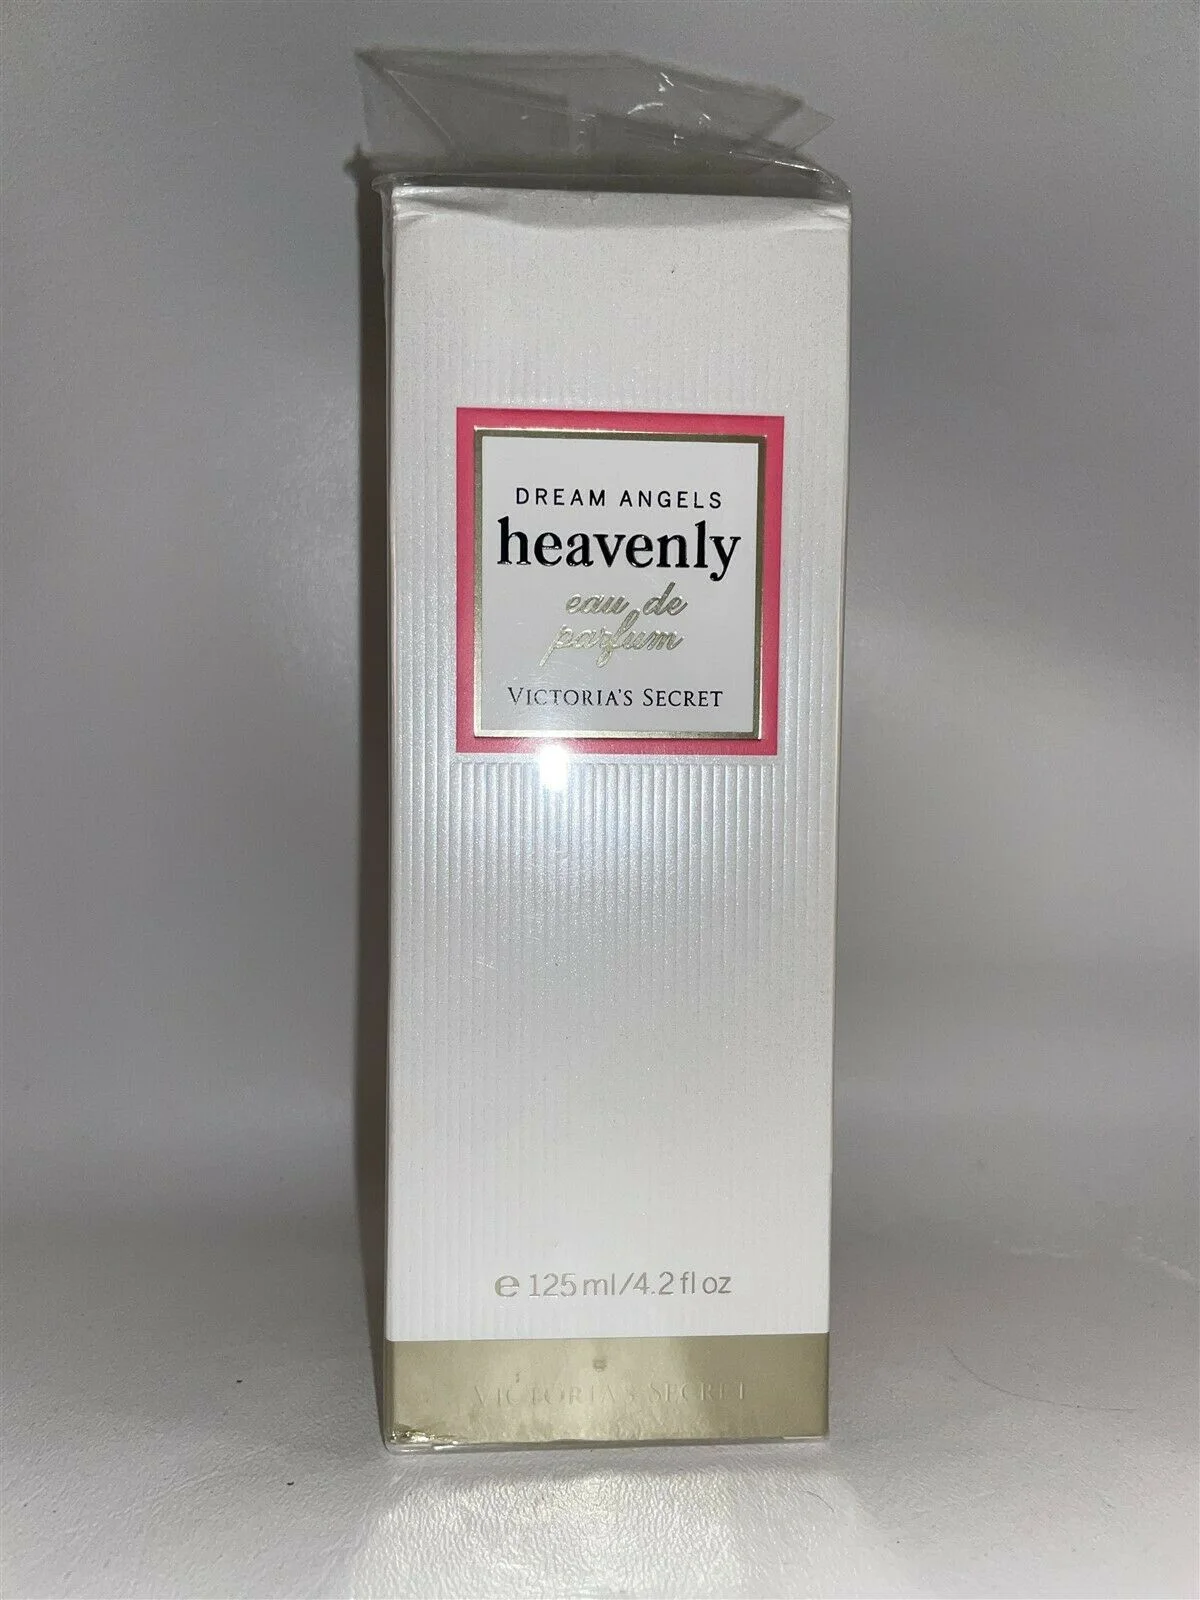 DREAM ANGELS
heavenly
eau de
parfum
VICTORIA'S SECRET
℮ 125 ml/4.2 fl oz
VICTORIA'S SECRET